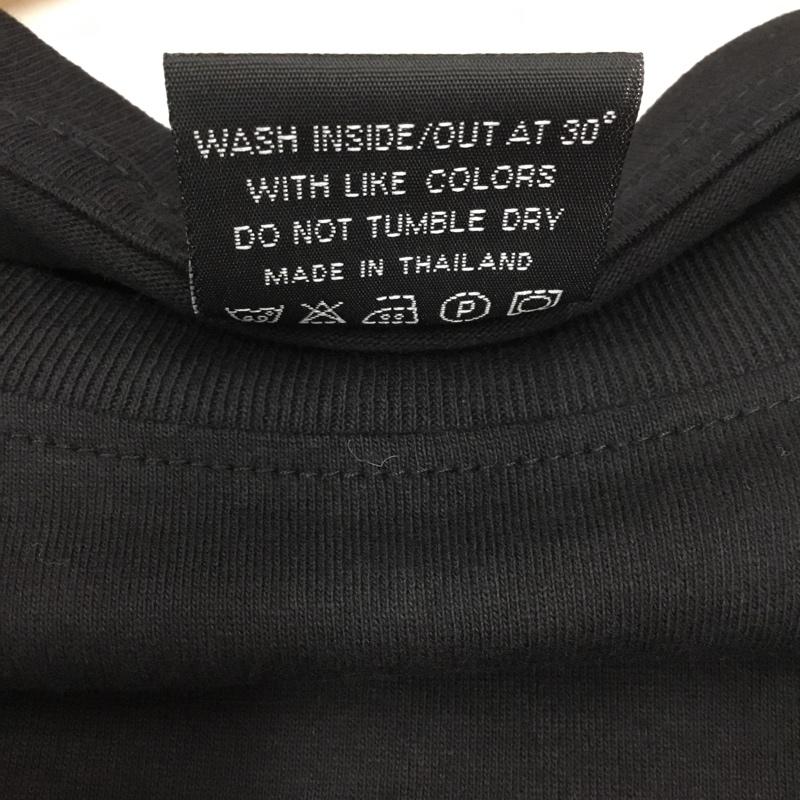 WASH INSIDE/OUT AT 30°
WITH LIKE COLORS
DO NOT TUMBLE DRY
MADE IN THAILAND
P